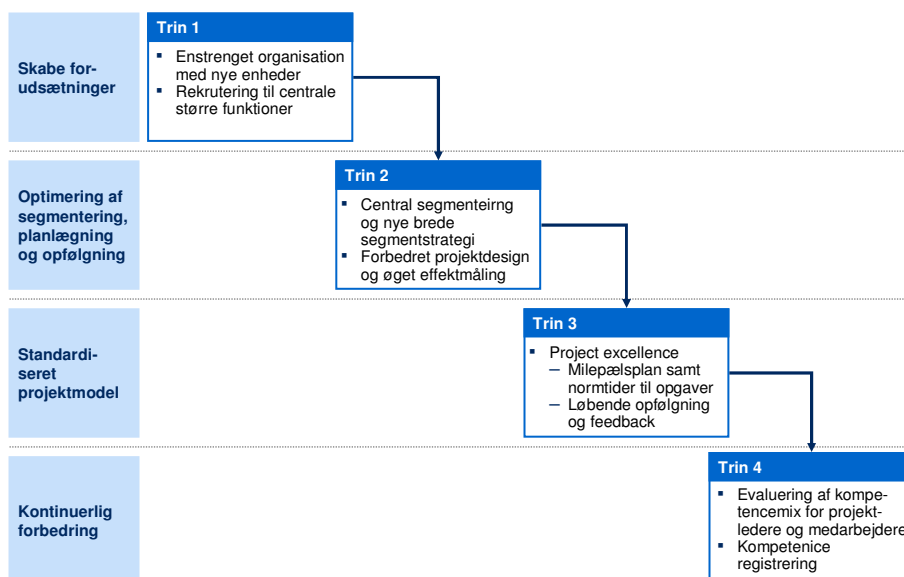 Skabe for-
udsætninger
Trin 1
▪ Enstrenget organisation
med nye enheder
▪ Rekrutering til centrale
større funktioner
Optimering af
segmentering,
planlægning
og opfølgning
Trin 2
▪ Central segmenteirng
og nye brede
segmentstrategi
▪ Forbedret projektdesign
og øget effektmåling
Standardi-
seret
projektmodel
Trin 3
▪ Project excellence
– Milepælsplan samt
normtider til opgaver
– Løbende opfølgning
og feedback
Kontinuerlig
forbedring
Trin 4
▪ Evaluering af kompe-
tencemix for projekt-
ledere og medarbejdere
▪ Kompetenice
registrering